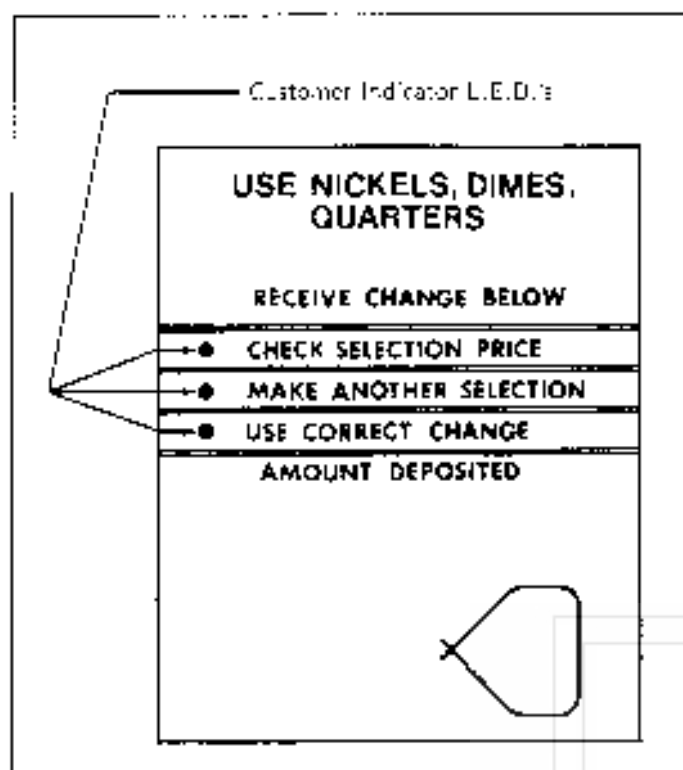 Customer Indicator L.E.D.'s
USE NICKELS, DIMES,
QUARTERS
RECEIVE CHANGE BELOW
CHECK SELECTION PRICE
MAKE ANOTHER SELECTION
USE CORRECT CHANGE
AMOUNT DEPOSITED